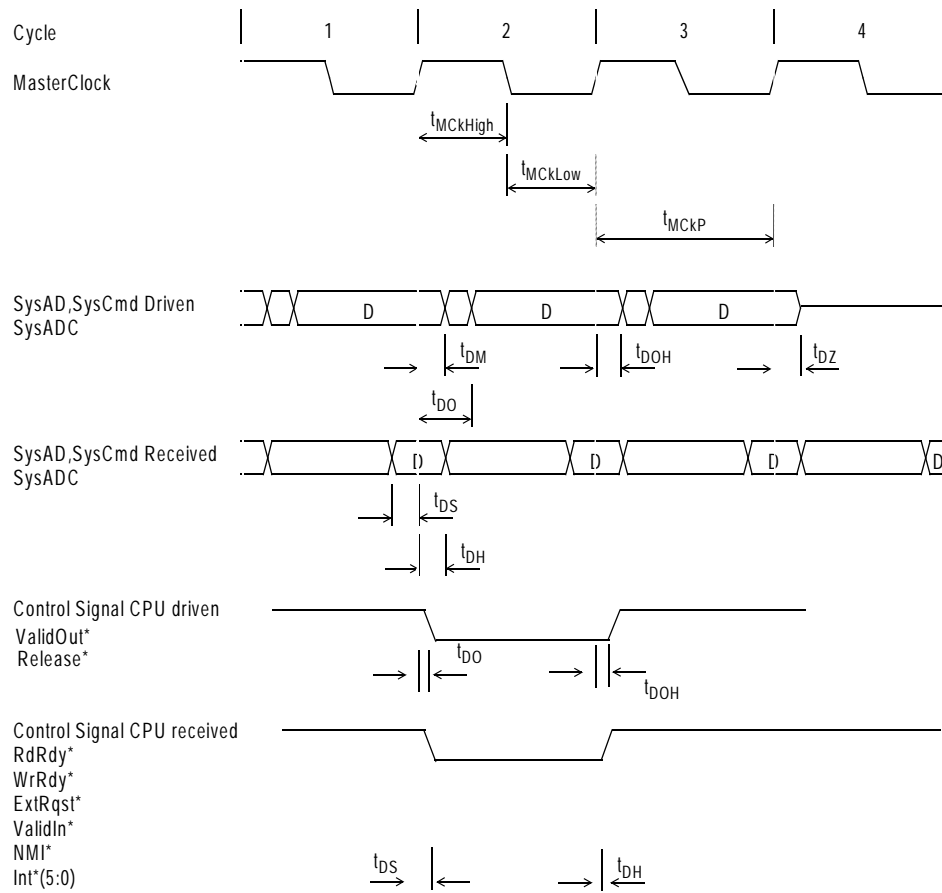 Cycle 1 2 3 4
MasterClock
tMCkHigh
tMCkLow
tMCkP
SysAD,SysCmd Driven
SysADC
D D D
tDM tDOH tDZ
tDO
SysAD,SysCmd Received
SysADC
D D D D
tDS
tDH
Control Signal CPU driven
ValidOut*
Release*
tDO
tDOH
Control Signal CPU received
RdRdy*
WrRdy*
ExtRqst*
ValidIn*
NMI*
Int*(5:0)
tDS tDH